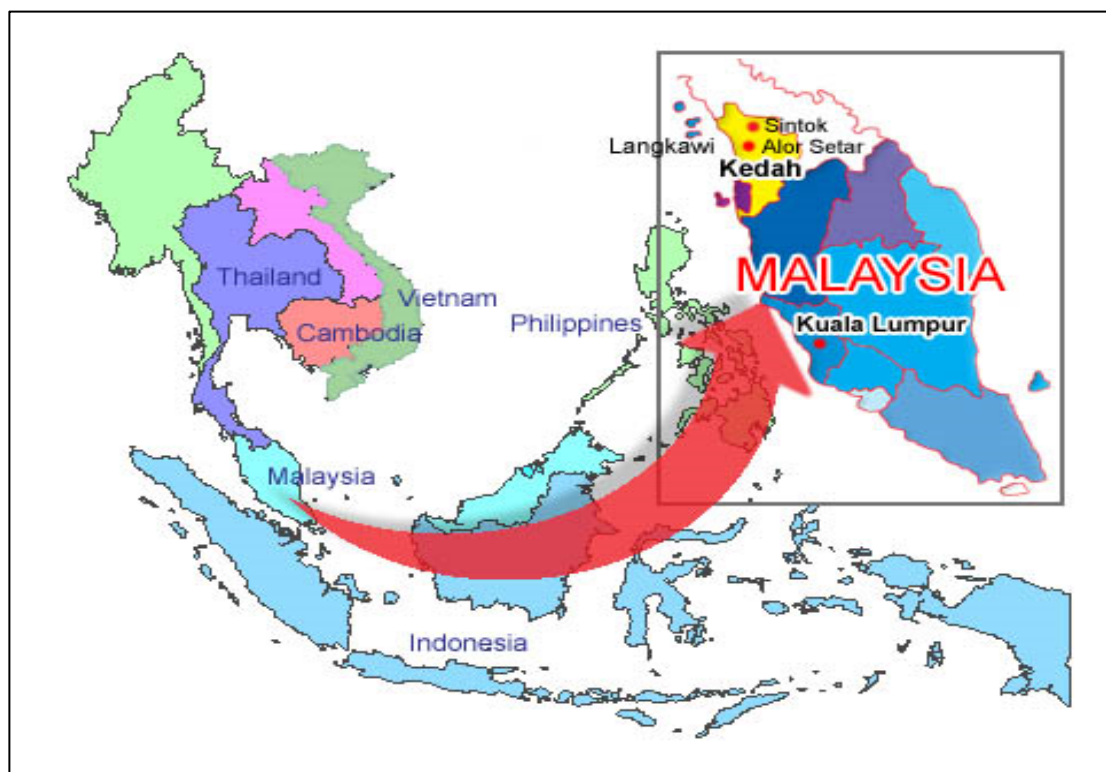 Sintok
Langkawi
Alor Setar
Kedah
Thailand
MALAYSIA
Vietnam
Philippines
Cambodia
Kuala Lumpur
Malaysia
Indonesia